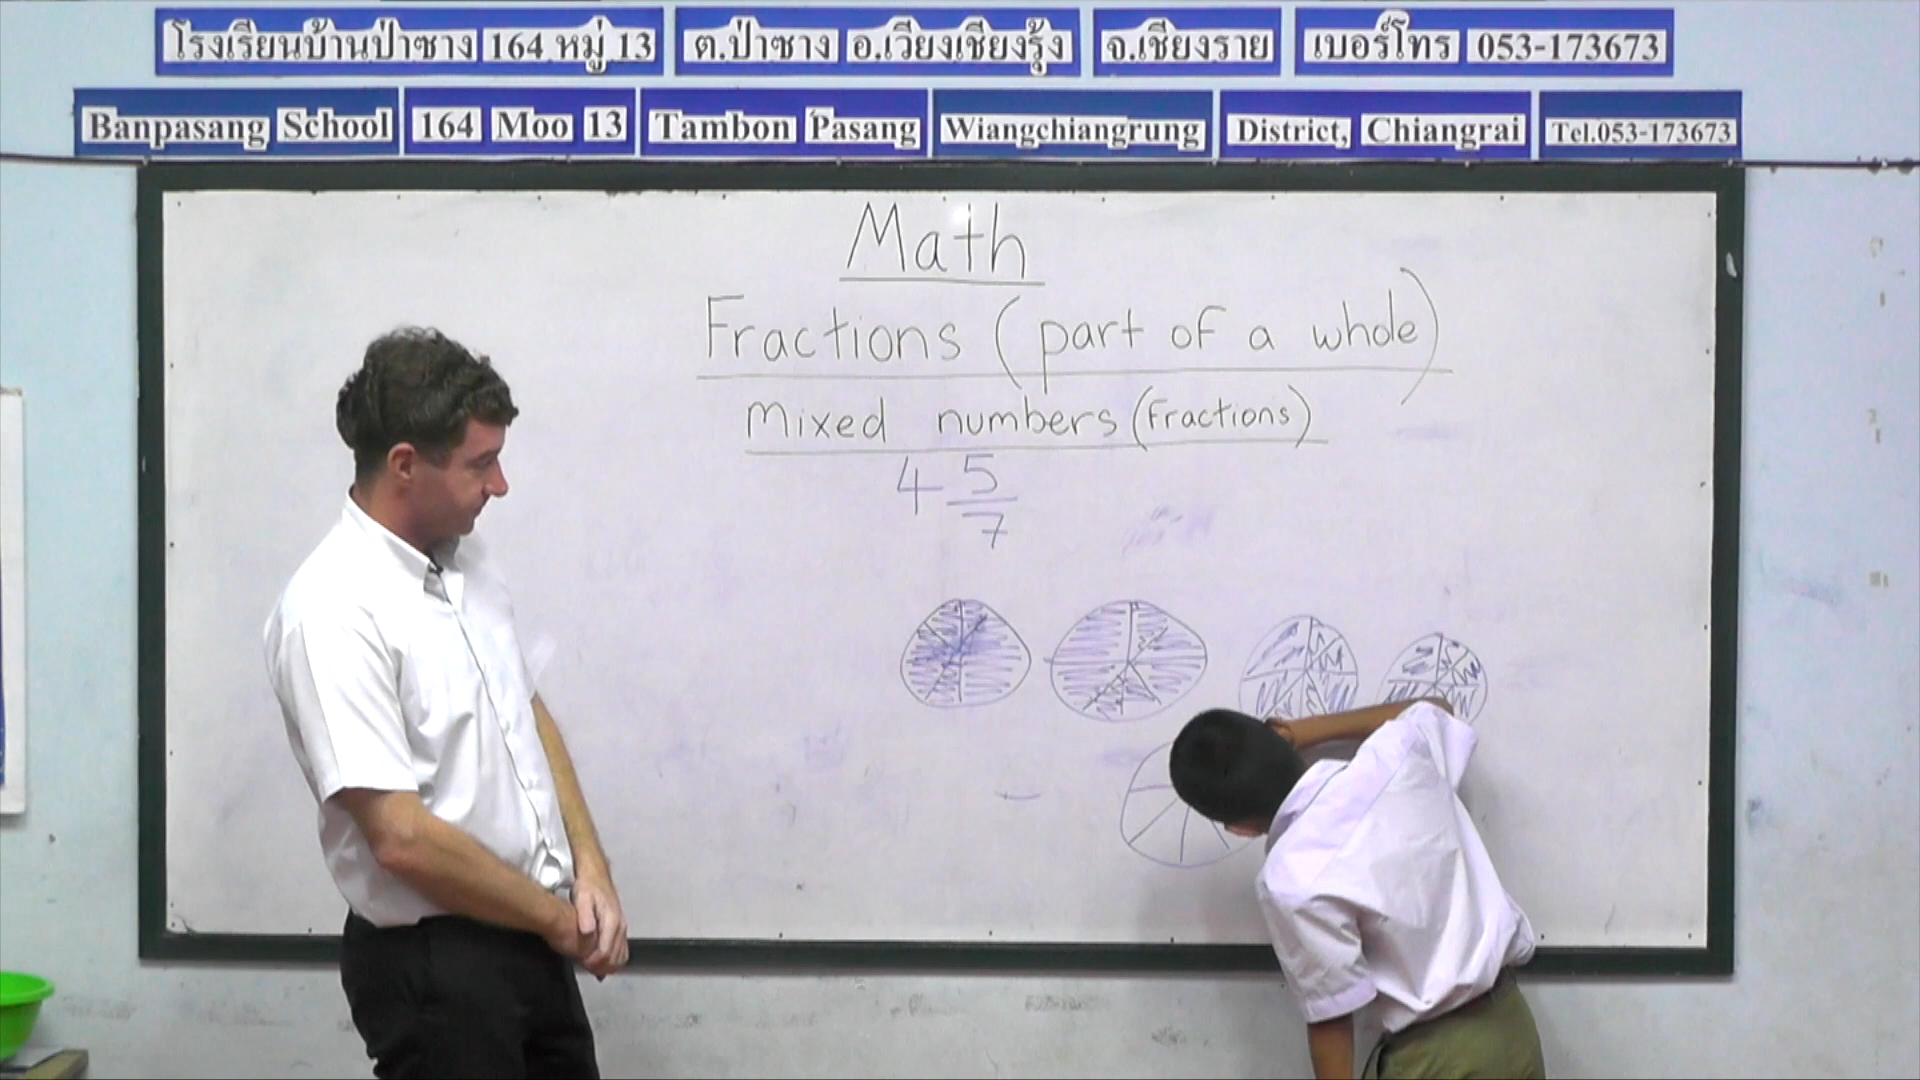 โรงเรียนบ้านป่าซาง 164 หมู่ 13 ต.ป่าซาง อ.เวียงเชียงรุ้ง จ.เชียงราย เบอร์โทร 053-173673
Banpasang School 164 Moo 13 Tambon Pasang Wiangchiangrung District, Chiangrai Tel.053-173673
Math
Fractions (part of a whole)
Mixed numbers (Fractions)
4 5/7